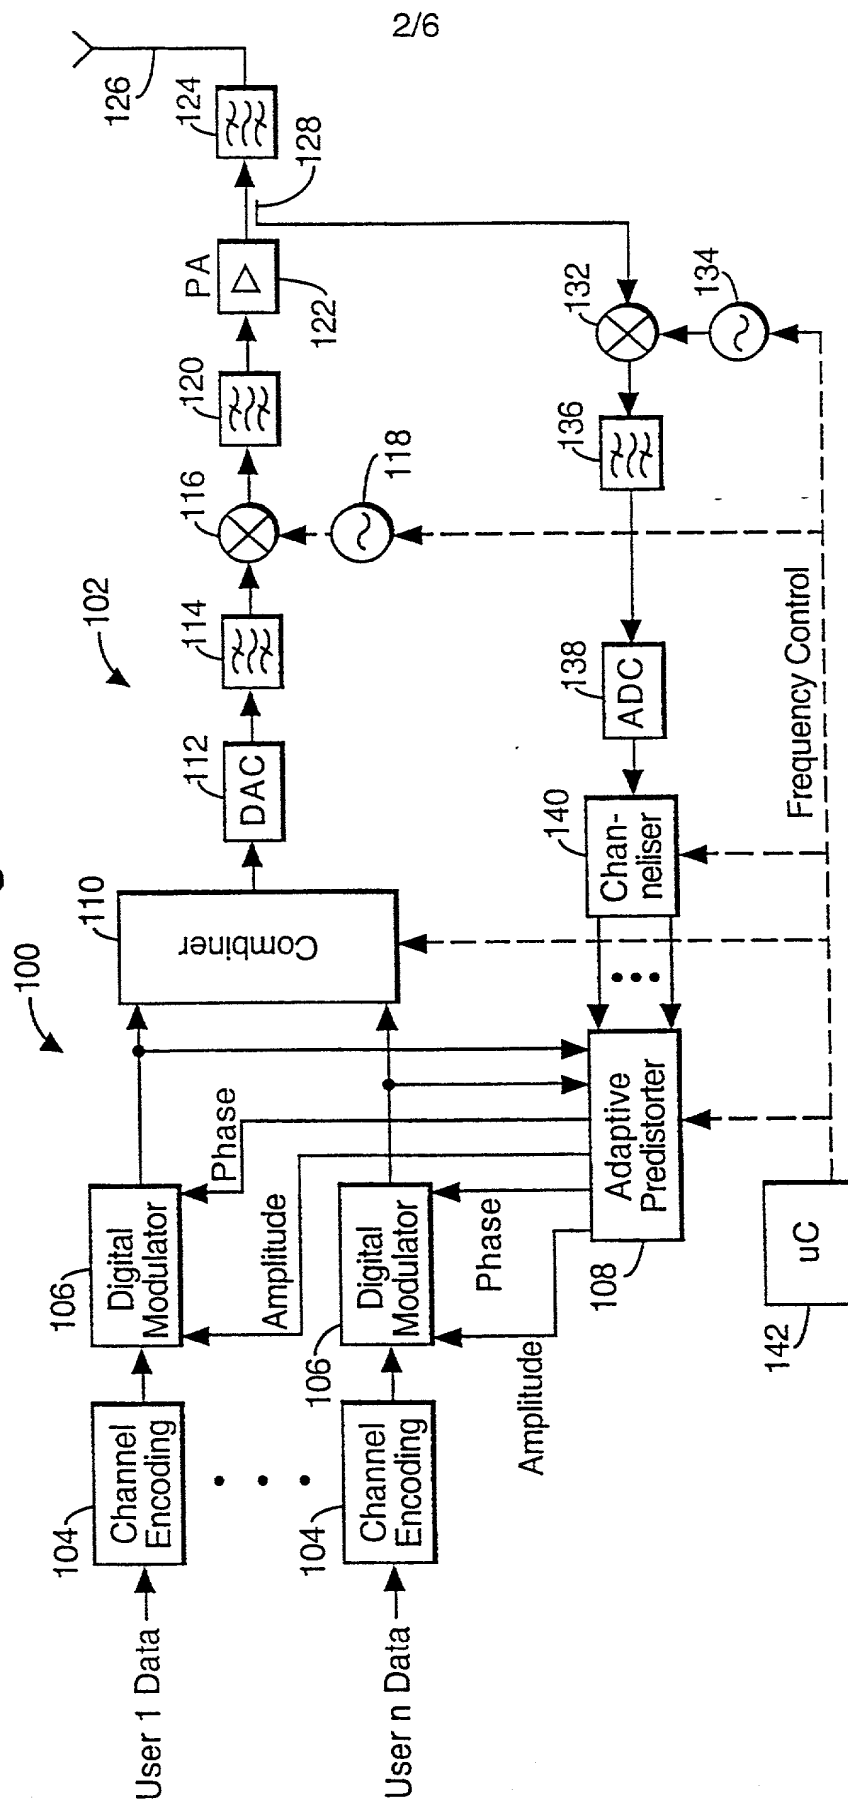 2/6
100
102
User 1 Data
104
Channel
Encoding
106
Digital
Modulator
Phase
Amplitude
110
Combiner
112
DAC
114
116
118
120
PA
122
124
126
128
User n Data
104
Channel
Encoding
106
Digital
Modulator
Phase
Amplitude
108
Adaptive
Predistorter
140
Chan-
neliser
138
ADC
136
132
134
Frequency Control
142
uC